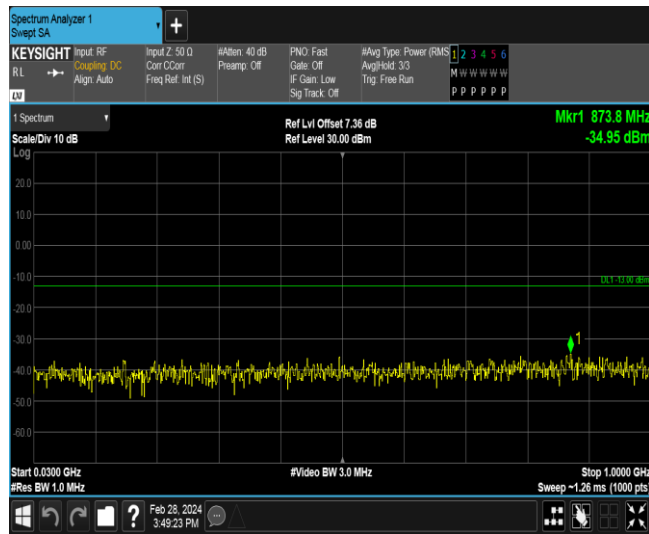 Spectrum Analyzer 1
Swept SA
+
KEYSIGHT
RL
LXI
Input: RF
Coupling: DC
Align: Auto
Input Z: 50 Ω
Corr CCorr
Freq Ref: Int (S)
#Atten: 40 dB
Preamp: Off
PNO: Fast
Gate: Off
IF Gain: Low
Sig Track: Off
#Avg Type: Power (RMS
Avg|Hold: 3/3
Trig: Free Run
1 2 3 4 5 6
M W W W W W
P P P P P P
1 Spectrum
Scale/Div 10 dB
Log
Ref Lvl Offset 7.36 dB
Ref Level 30.00 dBm
Mkr1 873.8 MHz
-34.95 dBm
20.0
10.0
0.00
-10.0
DL1 -13.00 dBm
-20.0
-30.0
1
-40.0
-50.0
-60.0
Start 0.0300 GHz
#Res BW 1.0 MHz
#Video BW 3.0 MHz
Stop 1.0000 GHz
Sweep ~1.26 ms (1000 pts)
?
Feb 28, 2024
3:49:23 PM